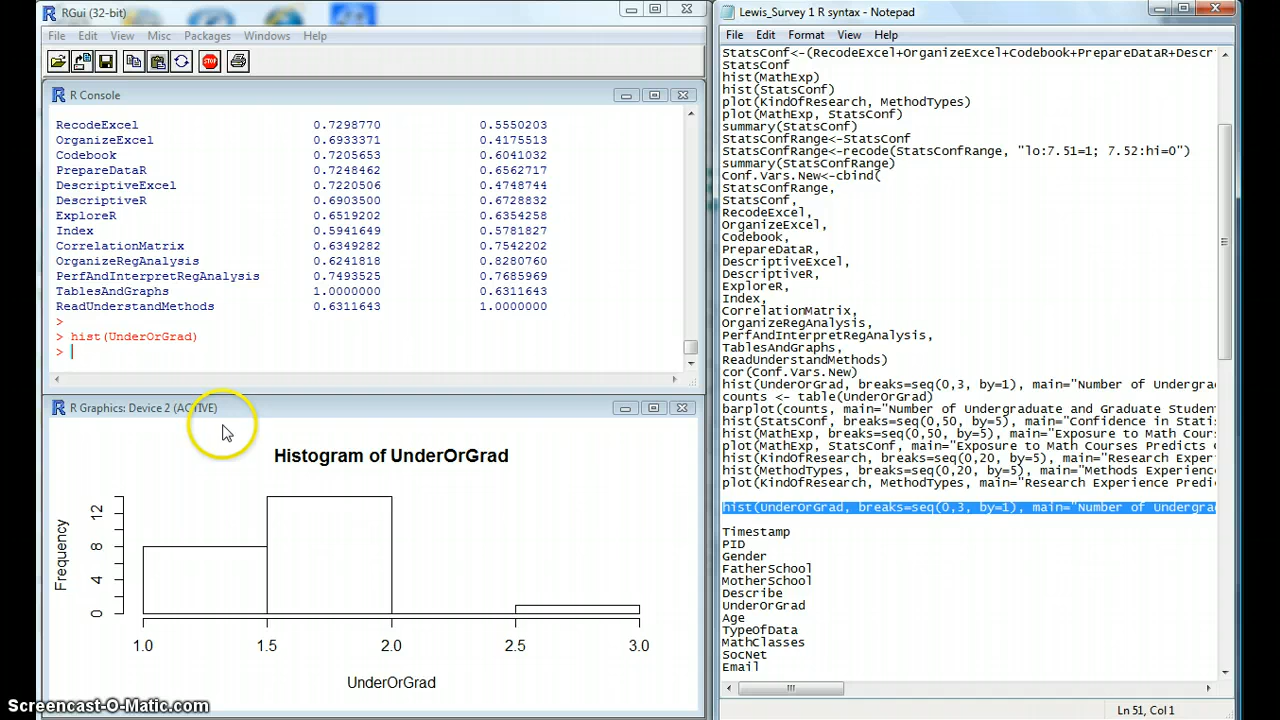 RGui (32-bit)
File Edit View Misc Packages Windows Help
STOP
R Console
RecodeExcel 0.7298770 0.5550203
OrganizeExcel 0.6933371 0.4175513
Codebook 0.7205653 0.6041032
PrepareDataR 0.7248462 0.6562717
DescriptiveExcel 0.7220506 0.4748744
DescriptiveR 0.6903500 0.6728832
ExploreR 0.6519202 0.6354258
Index 0.5941649 0.5781827
CorrelationMatrix 0.6349282 0.7542202
OrganizeRegAnalysis 0.6241818 0.8280760
PerfAndInterpretRegAnalysis 0.7493525 0.7685969
TablesAndGraphs 1.0000000 0.6311643
ReadUnderstandMethods 0.6311643 1.0000000
>
> hist(UnderOrGrad)
>
R Graphics: Device 2 (ACTIVE)
Histogram of UnderOrGrad
Frequency
12
8
4
0
1.0 1.5 2.0 2.5 3.0
UnderOrGrad
Lewis_Survey 1 R syntax - Notepad
File Edit Format View Help
StatsConf<-(RecodeExcel+OrganizeExcel+Codebook+PrepareDataR+Descr
StatsConf
hist(MathExp)
hist(StatsConf)
plot(KindOfResearch, MethodTypes)
plot(MathExp, StatsConf)
summary(StatsConf)
StatsConfRange<-StatsConf
StatsConfRange<-recode(StatsConfRange, "lo:7.51=1; 7.52:hi=0")
summary(StatsConfRange)
Conf.Vars.New<-cbind(
StatsConfRange,
StatsConf,
RecodeExcel,
OrganizeExcel,
Codebook,
PrepareDataR,
DescriptiveExcel,
DescriptiveR,
ExploreR,
Index,
CorrelationMatrix,
OrganizeRegAnalysis,
PerfAndInterpretRegAnalysis,
TablesAndGraphs,
ReadUnderstandMethods)
cor(Conf.Vars.New)
hist(UnderOrGrad, breaks=seq(0,3, by=1), main="Number of Undergra
counts <- table(UnderOrGrad)
barplot(counts, main="Number of Undergraduate and Graduate Studen
hist(StatsConf, breaks=seq(0,50, by=5), main="Confidence in Stati
hist(MathExp, breaks=seq(0,50, by=5), main="Exposure to Math Cour
plot(MathExp, StatsConf, main="Exposure to Math Courses Predicts
hist(KindOfResearch, breaks=seq(0,20, by=5), main="Research Exper
hist(MethodTypes, breaks=seq(0,20, by=5), main="Methods Experienc
plot(KindOfResearch, MethodTypes, main="Research Experience Predi
hist(UnderOrGrad, breaks=seq(0,3, by=1), main="Number of Undergra
Timestamp
PID
Gender
FatherSchool
MotherSchool
Describe
UnderOrGrad
Age
TypeOfData
MathClasses
SocNet
Email
Ln 51, Col 1
Screencast-O-Matic.com